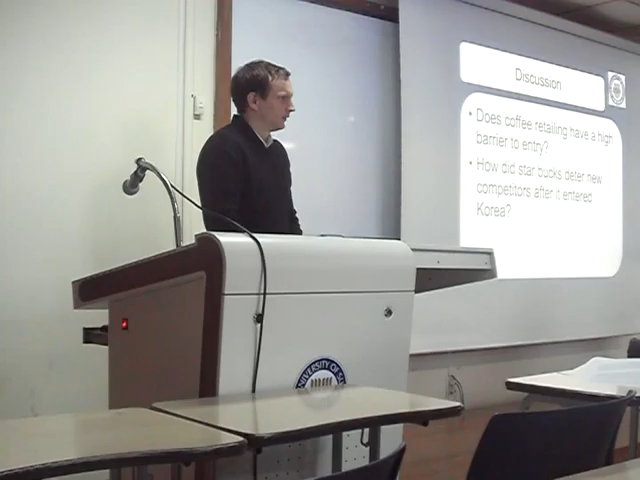 Discussion
• Does coffee retailing have a high
barrier to entry?
• How did star bucks deter new
competitors after it entered
Korea?
UNIVERSITY OF